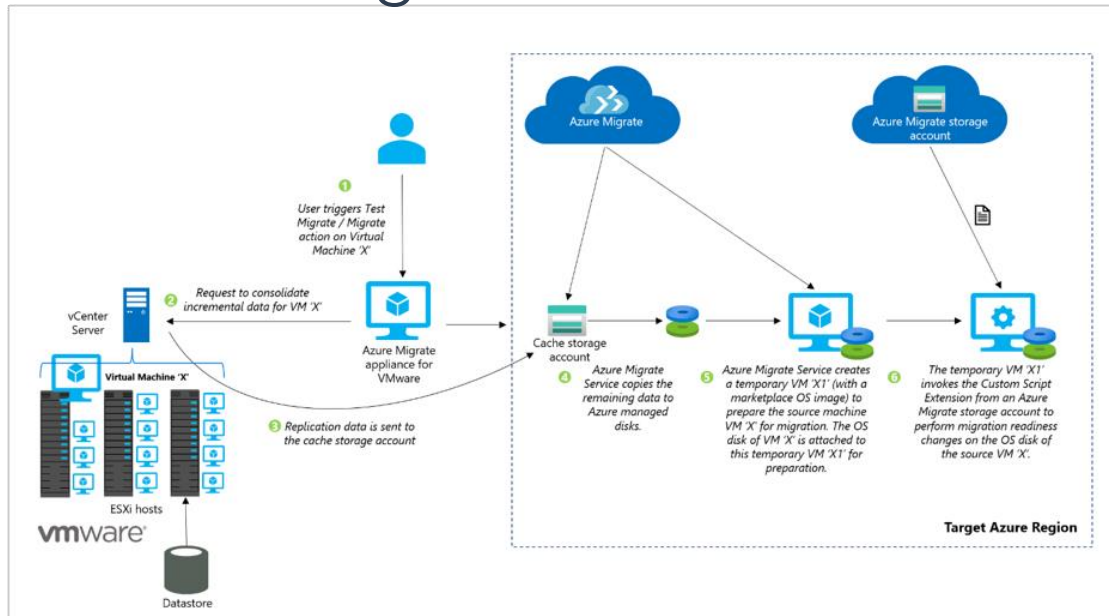 Azure Migrate
Azure Migrate storage
account
1
User triggers Test
Migrate / Migrate
action on Virtual
Machine 'X'
2
Request to consolidate
incremental data for VM 'X'
vCenter
Server
Azure Migrate
appliance for
VMware
Virtual Machine 'X'
3 Replication data is sent to
the cache storage account
ESXi hosts
vmware®
Datastore
Cache storage
account
4
Azure Migrate
Service copies the
remaining data to
Azure managed
disks.
5
Azure Migrate Service creates
a temporary VM 'X1' (with a
marketplace OS image) to
prepare the source machine
VM 'X' for migration. The OS
disk of VM 'X' is attached to
this temporary VM 'X1' for
preparation.
6
The temporary VM 'X1'
invokes the Custom Script
Extension from an Azure
Migrate storage account to
perform migration readiness
changes on the OS disk of
the source VM 'X'.
Target Azure Region